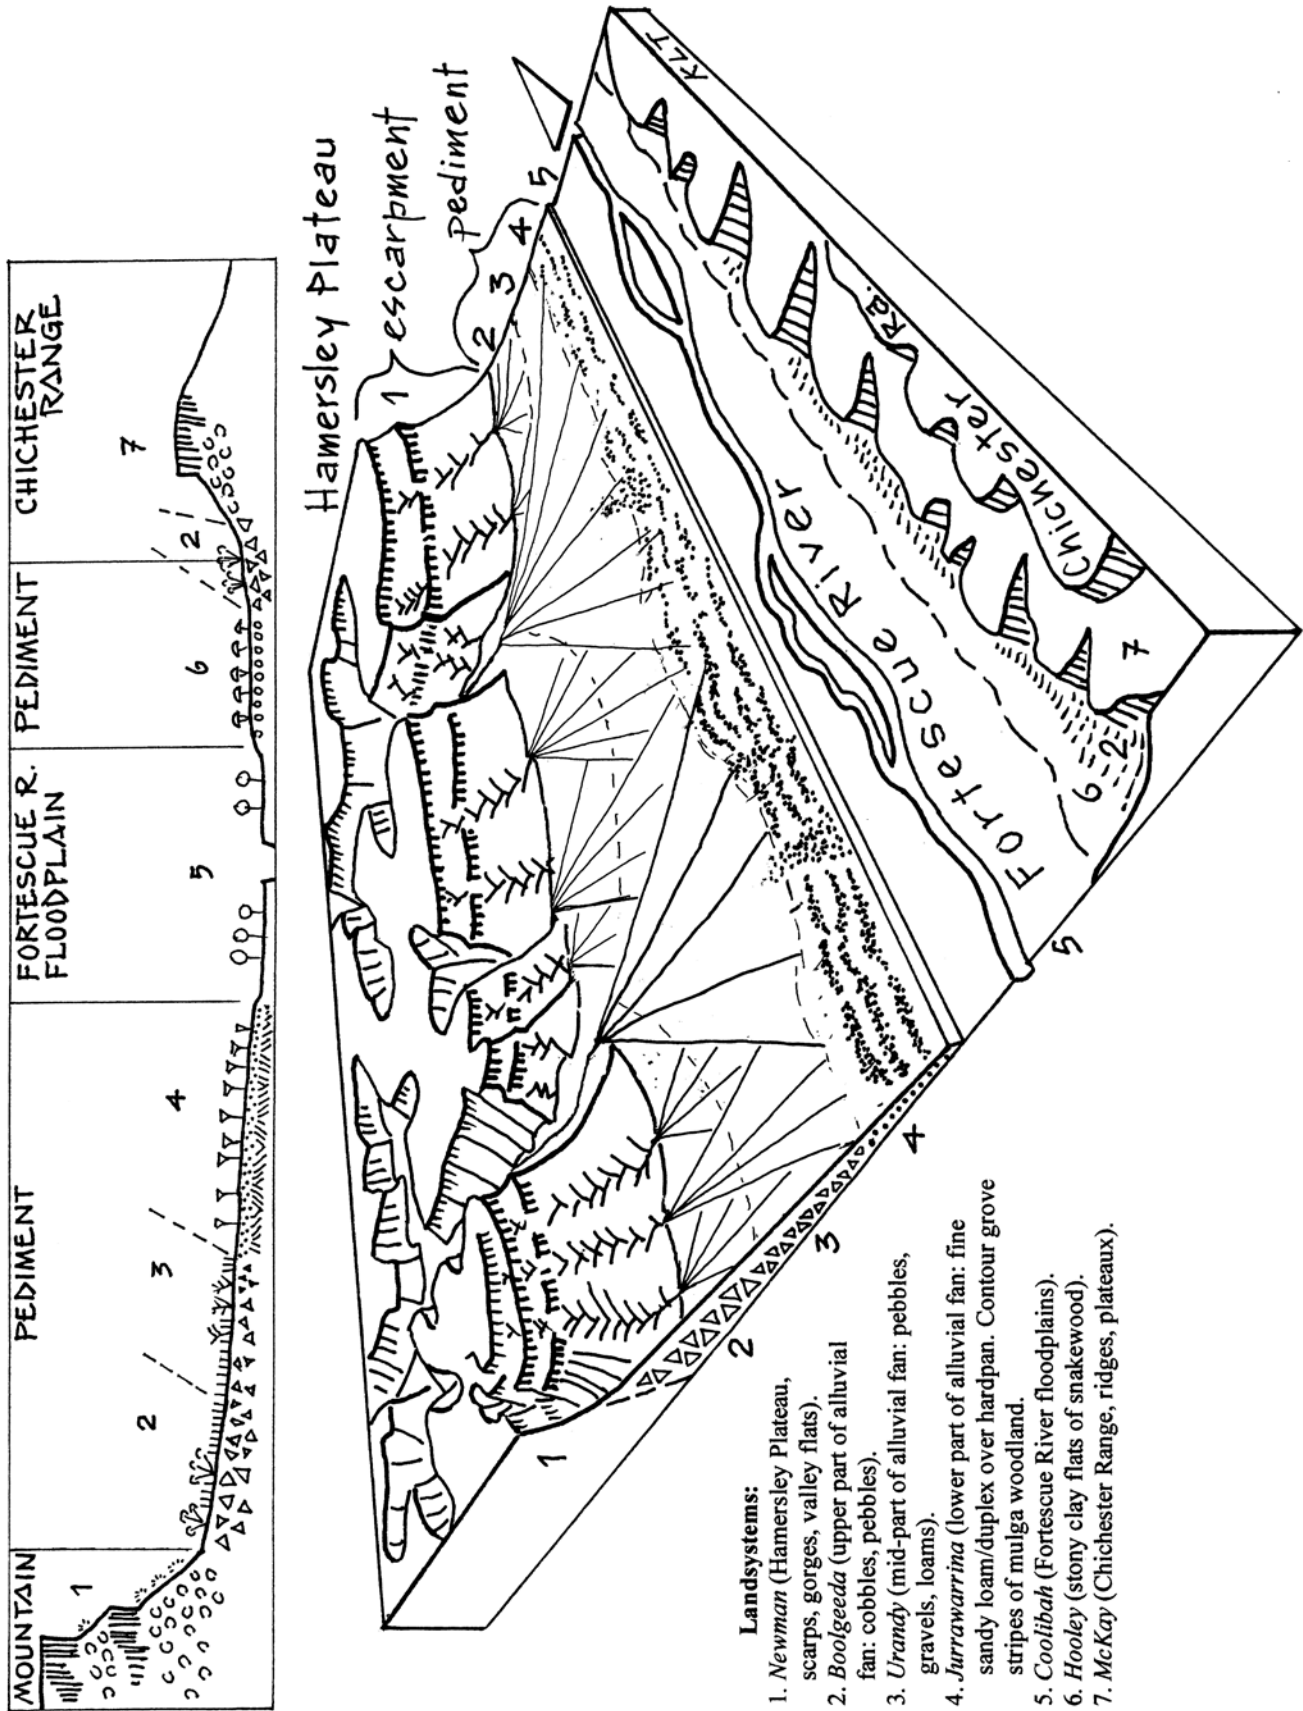 MOUNTAIN
PEDIMENT
FORTESCUE R.
FLOODPLAIN
PEDIMENT
CHICHESTER
RANGE
1
2
3
4
5
6
2
7
Hamersley Plateau
1 escarpment
pediment
2
3
4
5
KLT
Chichester Ra.
Fortescue River
1
2
3
4
5
6
2
7
Landsystems:
1. Newman (Hamersley Plateau,
scarps, gorges, valley flats).
2. Boolgeeda (upper part of alluvial
fan: cobbles, pebbles).
3. Urandy (mid-part of alluvial fan: pebbles,
gravels, loams).
4. Jurrawarrina (lower part of alluvial fan: fine
sandy loam/duplex over hardpan. Contour grove
stripes of mulga woodland.
5. Coolibah (Fortescue River floodplains).
6. Hooley (stony clay flats of snakewood).
7. McKay (Chichester Range, ridges, plateaux).